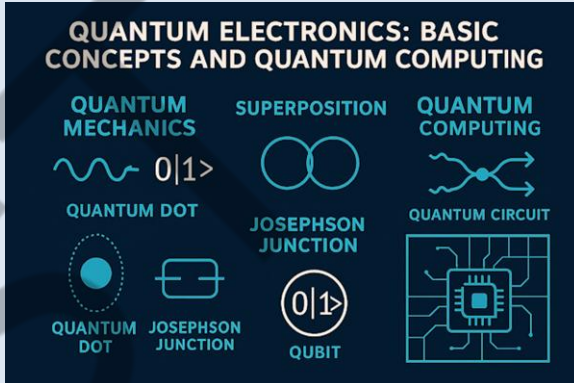 QUANTUM ELECTRONICS: BASIC
CONCEPTS AND QUANTUM COMPUTING
QUANTUM
MECHANICS
0|1>
QUANTUM DOT
QUANTUM
DOT
JOSEPHSON
JUNCTION
SUPERPOSITION
JOSEPHSON
JUNCTION
0|1>
QUBIT
QUANTUM
COMPUTING
QUANTUM CIRCUIT